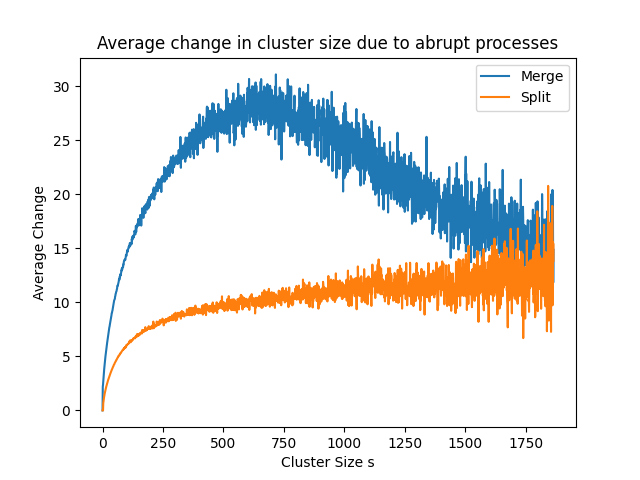 Average change in cluster size due to abrupt processes
Merge
Split
Average Change
30
25
20
15
10
5
0
0 250 500 750 1000 1250 1500 1750
Cluster Size s